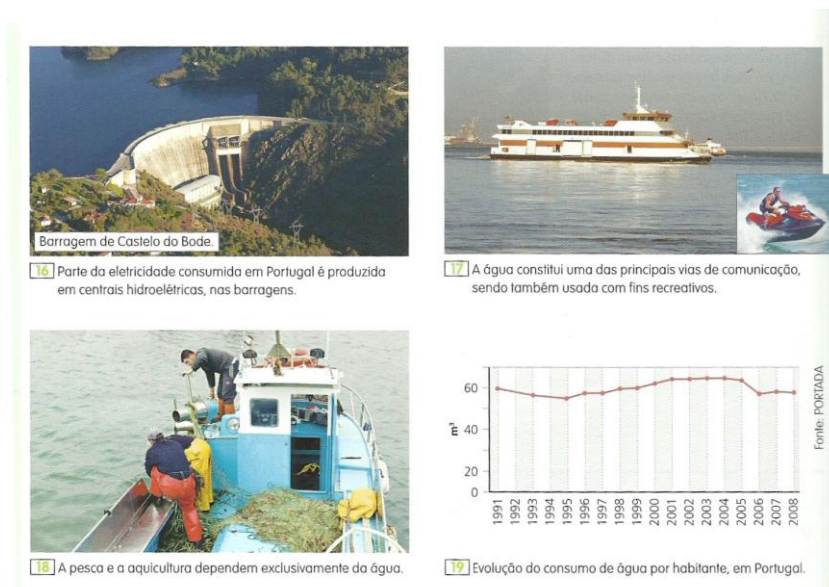 Barragem de Castelo do Bode.
16 Parte da eletricidade consumida em Portugal é produzida
em centrais hidroelétricas, nas barragens.
17 A água constitui uma das principais vias de comunicação,
sendo também usada com fins recreativos.
18 A pesca e a aquicultura dependem exclusivamente da água.
60
40
20
0
m³
1991 1992 1993 1994 1995 1996 1997 1998 1999 2000 2001 2002 2003 2004 2005 2006 2007 2008
Fonte: PORTADA
19 Evolução do consumo de água por habitante, em Portugal.